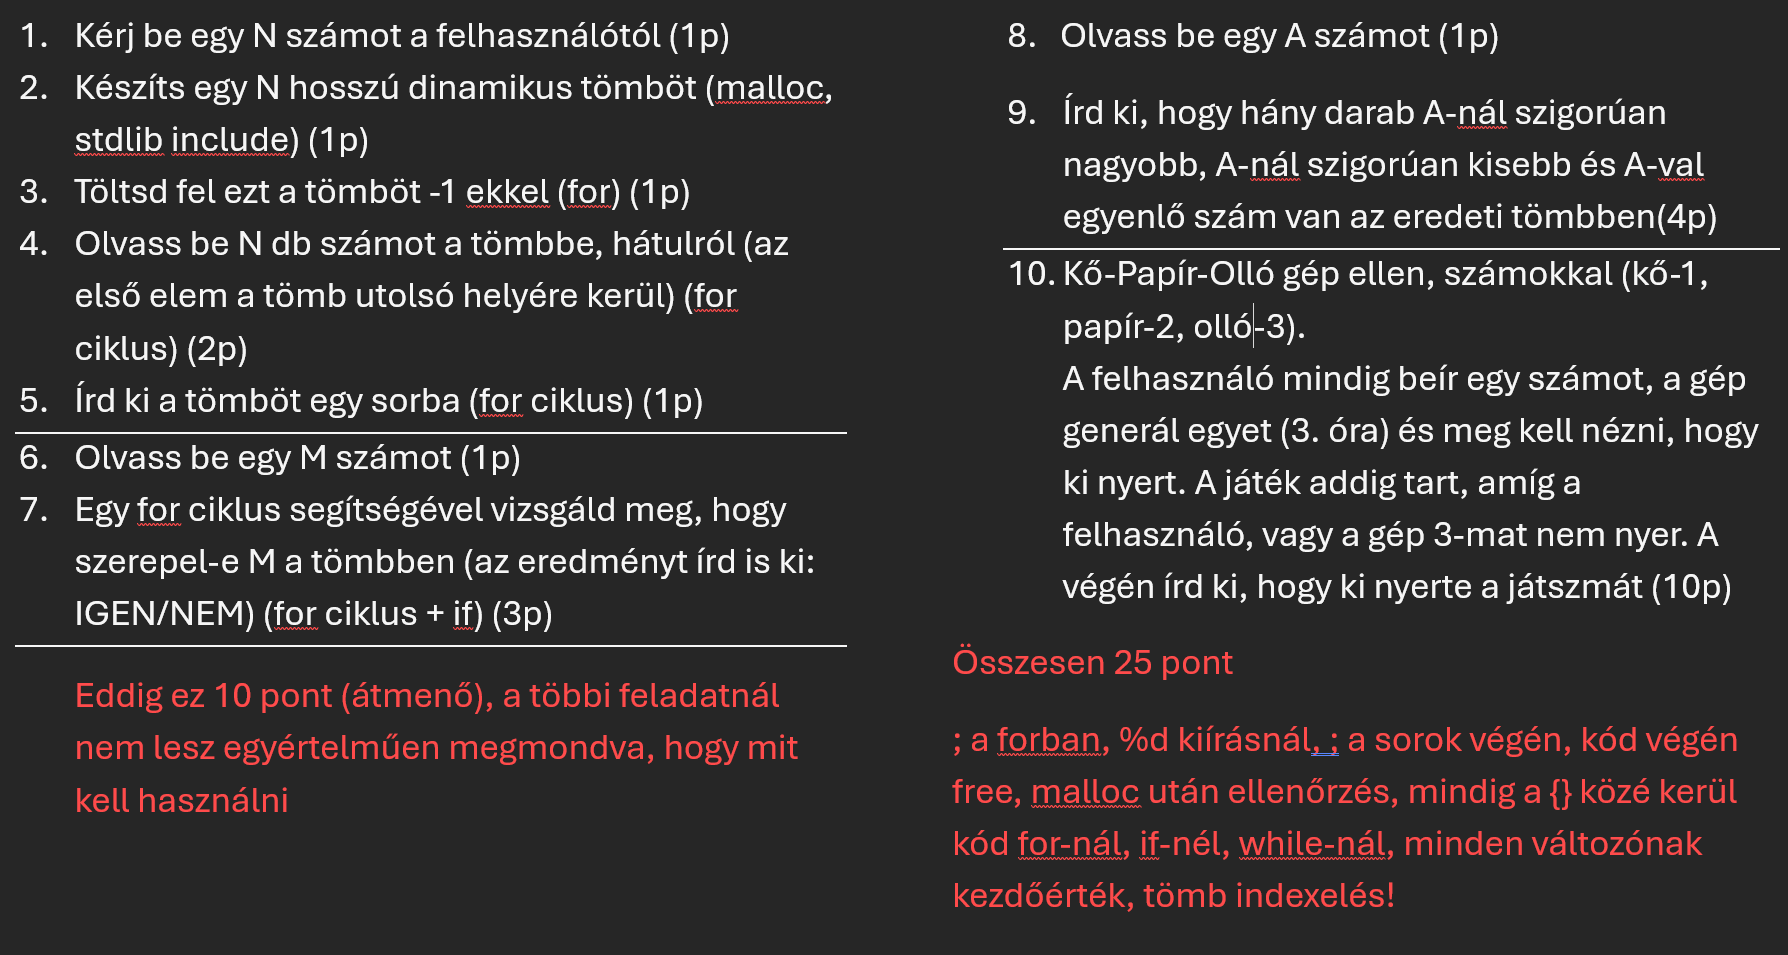 1. Kérj be egy N számot a felhasználótól (1p)
2. Készíts egy N hosszú dinamikus tömböt (malloc,
stdlib include) (1p)
3. Töltsd fel ezt a tömböt -1 ekkel (for) (1p)
4. Olvass be N db számot a tömbbe, hátulról (az
első elem a tömb utolsó helyére kerül) (for
ciklus) (2p)
5. Írd ki a tömböt egy sorba (for ciklus) (1p)
6. Olvass be egy M számot (1p)
7. Egy for ciklus segítségével vizsgáld meg, hogy
szerepel-e M a tömbben (az eredményt írd is ki:
IGEN/NEM) (for ciklus + if) (3p)
Eddig ez 10 pont (átmenő), a többi feladatnál
nem lesz egyértelműen megmondva, hogy mit
kell használni
8. Olvass be egy A számot (1p)
9. Írd ki, hogy hány darab A-nál szigorúan
nagyobb, A-nál szigorúan kisebb és A-val
egyenlő szám van az eredeti tömbben(4p)
10. Kő-Papír-Olló gép ellen, számokkal (kő-1,
papír-2, olló-3).
A felhasználó mindig beír egy számot, a gép
generál egyet (3. óra) és meg kell nézni, hogy
ki nyert. A játék addig tart, amíg a
felhasználó, vagy a gép 3-mat nem nyer. A
végén írd ki, hogy ki nyerte a játszmát (10p)
Összesen 25 pont
; a forban, %d kiírásnál, ; a sorok végén, kód végén
free, malloc után ellenőrzés, mindig a {} közé kerül
kód for-nál, if-nél, while-nál, minden változónak
kezdőérték, tömb indexelés!